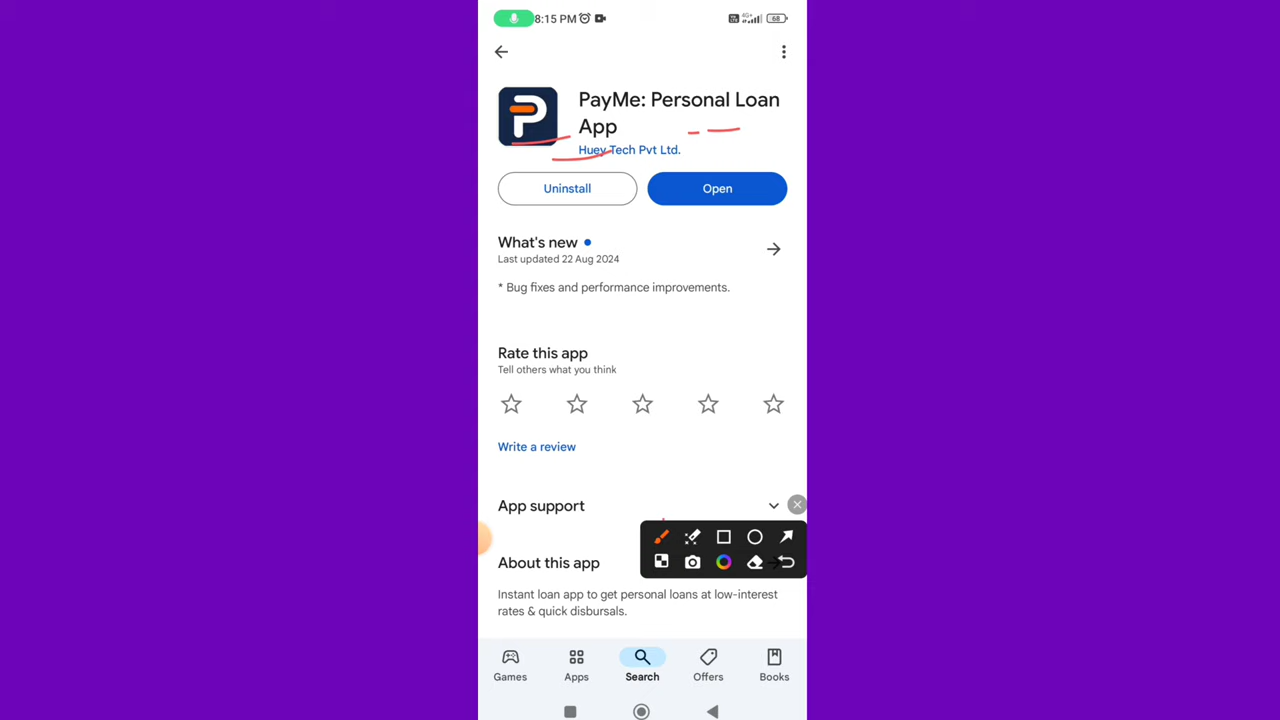 8:15 PM 4G+ 68
PayMe: Personal Loan
App
Huey Tech Pvt Ltd.
Uninstall Open
What's new
Last updated 22 Aug 2024
* Bug fixes and performance improvements.
Rate this app
Tell others what you think
Write a review
App support
About this app
Instant loan app to get personal loans at low-interest
rates & quick disbursals.
Games Apps Search Offers Books